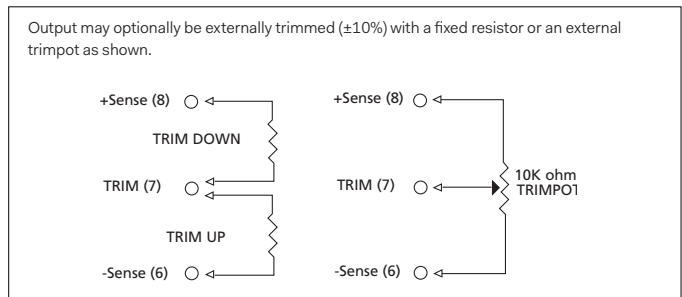 Output may optionally be externally trimmed (±10%) with a fixed resistor or an external
trimpot as shown.
+Sense (8)
TRIM DOWN
TRIM (7)
TRIM UP
-Sense (6)
+Sense (8)
10K ohm
TRIMPOT
TRIM (7)
-Sense (6)